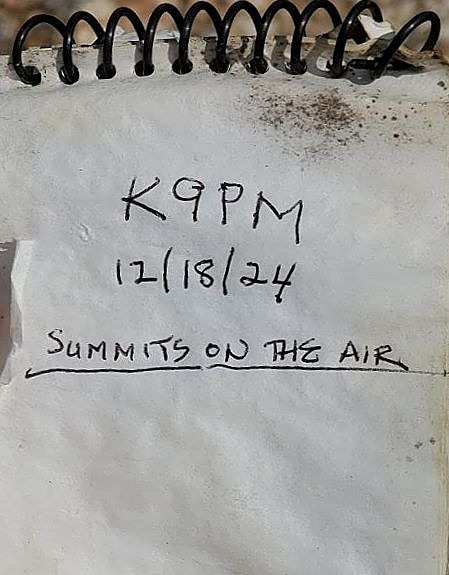 K9PM
12/18/24
SUMMITS ON THE AIR